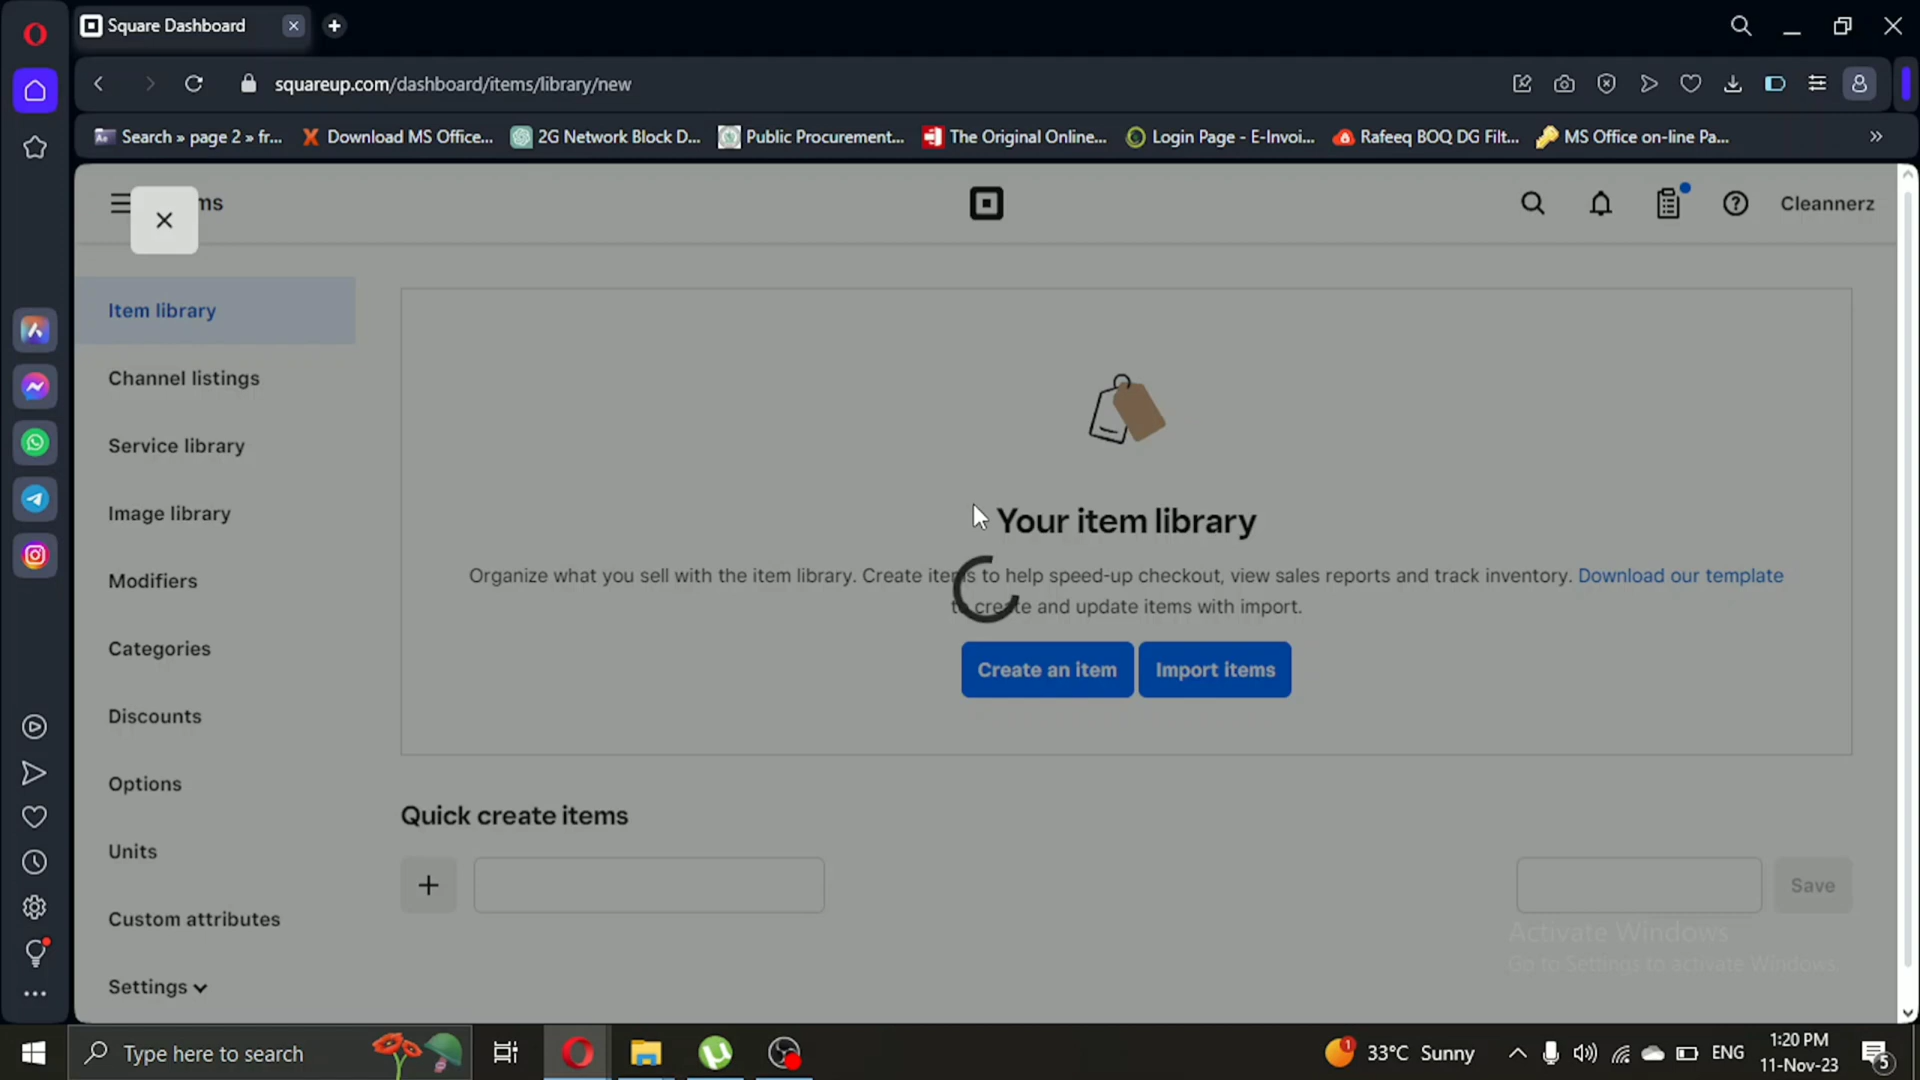 Square Dashboard
squareup.com/dashboard/items/library/new
Search » page 2 » fr...
Download MS Office...
2G Network Block D...
Public Procurement...
The Original Online...
Login Page - E-Invoi...
Rafeeq BOQ DG Filt...
MS Office on-line Pa...
ms
Cleannerz
Item library
Channel listings
Service library
Image library
Modifiers
Categories
Discounts
Options
Units
Custom attributes
Settings
Your item library
Organize what you sell with the item library. Create items to help speed-up checkout, view sales reports and track inventory. Download our template
to create and update items with import.
Create an item
Import items
Quick create items
Save
Activate Windows
Go to Settings to activate Windows.
Type here to search
1
33°C Sunny
ENG
1:20 PM
11-Nov-23
5